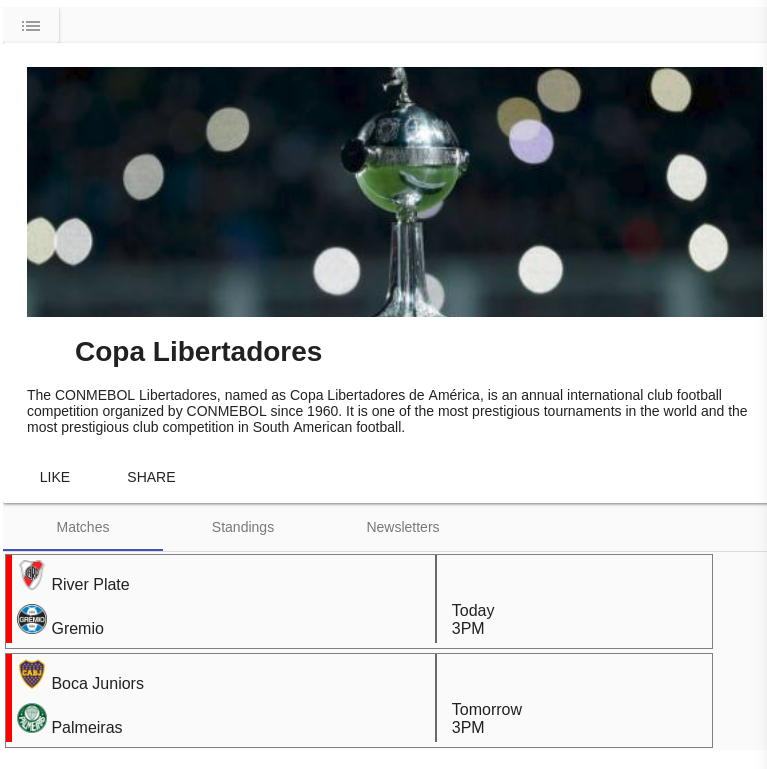 Copa Libertadores
The CONMEBOL Libertadores, named as Copa Libertadores de América, is an annual international club football
competition organized by CONMEBOL since 1960. It is one of the most prestigious tournaments in the world and the
most prestigious club competition in South American football.
LIKE SHARE
Matches Standings Newsletters
River Plate
GREMIO
Gremio
Today
3PM
CABJ
Boca Juniors
PALMEIRAS
Palmeiras
Tomorrow
3PM